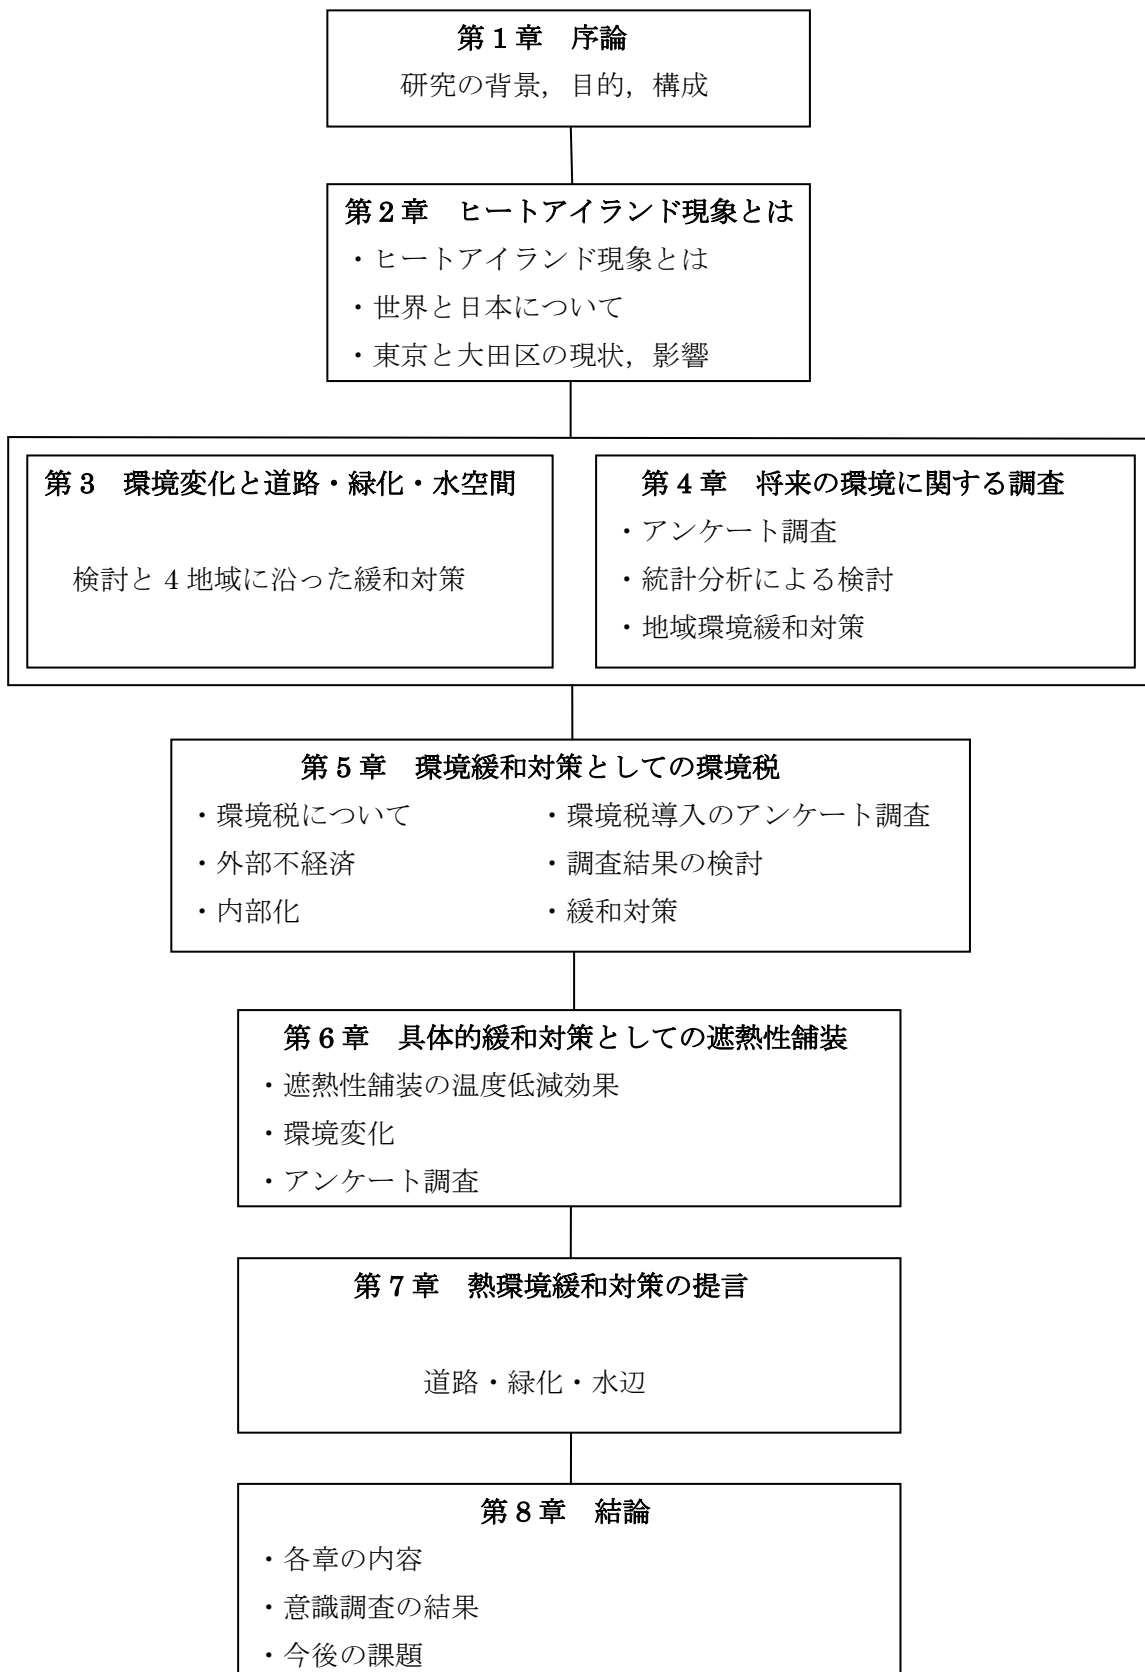 第1章　序論
研究の背景，目的，構成
第2章　ヒートアイランド現象とは
・ヒートアイランド現象とは
・世界と日本について
・東京と大田区の現状，影響
第3　環境変化と道路・緑化・水空間
検討と4地域に沿った緩和対策
第4章　将来の環境に関する調査
・アンケート調査
・統計分析による検討
・地域環境緩和対策
第5章　環境緩和対策としての環境税
・環境税について
・外部不経済
・内部化
・環境税導入のアンケート調査
・調査結果の検討
・緩和対策
第6章　具体的緩和対策としての遮熱性舗装
・遮熱性舗装の温度低減効果
・環境変化
・アンケート調査
第7章　熱環境緩和対策の提言
道路・緑化・水辺
第8章　結論
・各章の内容
・意識調査の結果
・今後の課題